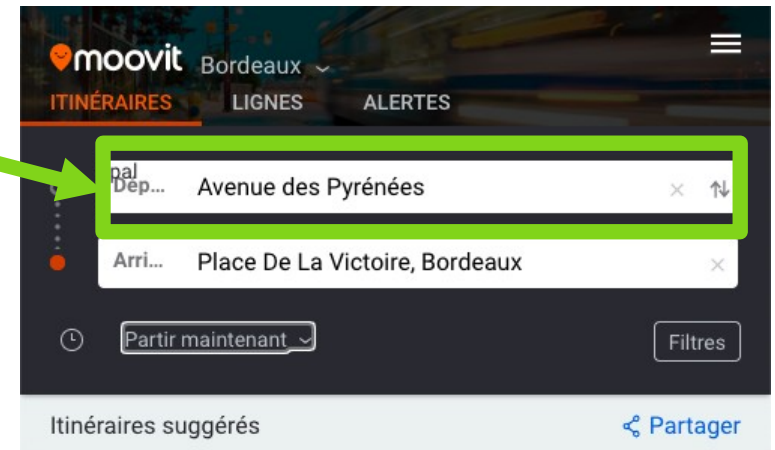 moovit Bordeaux
ITINÉRAIRES LIGNES ALERTES
pal
Dép... Avenue des Pyrénées
Arri... Place De La Victoire, Bordeaux
Partir maintenant Filtres
Itinéraires suggérés Partager